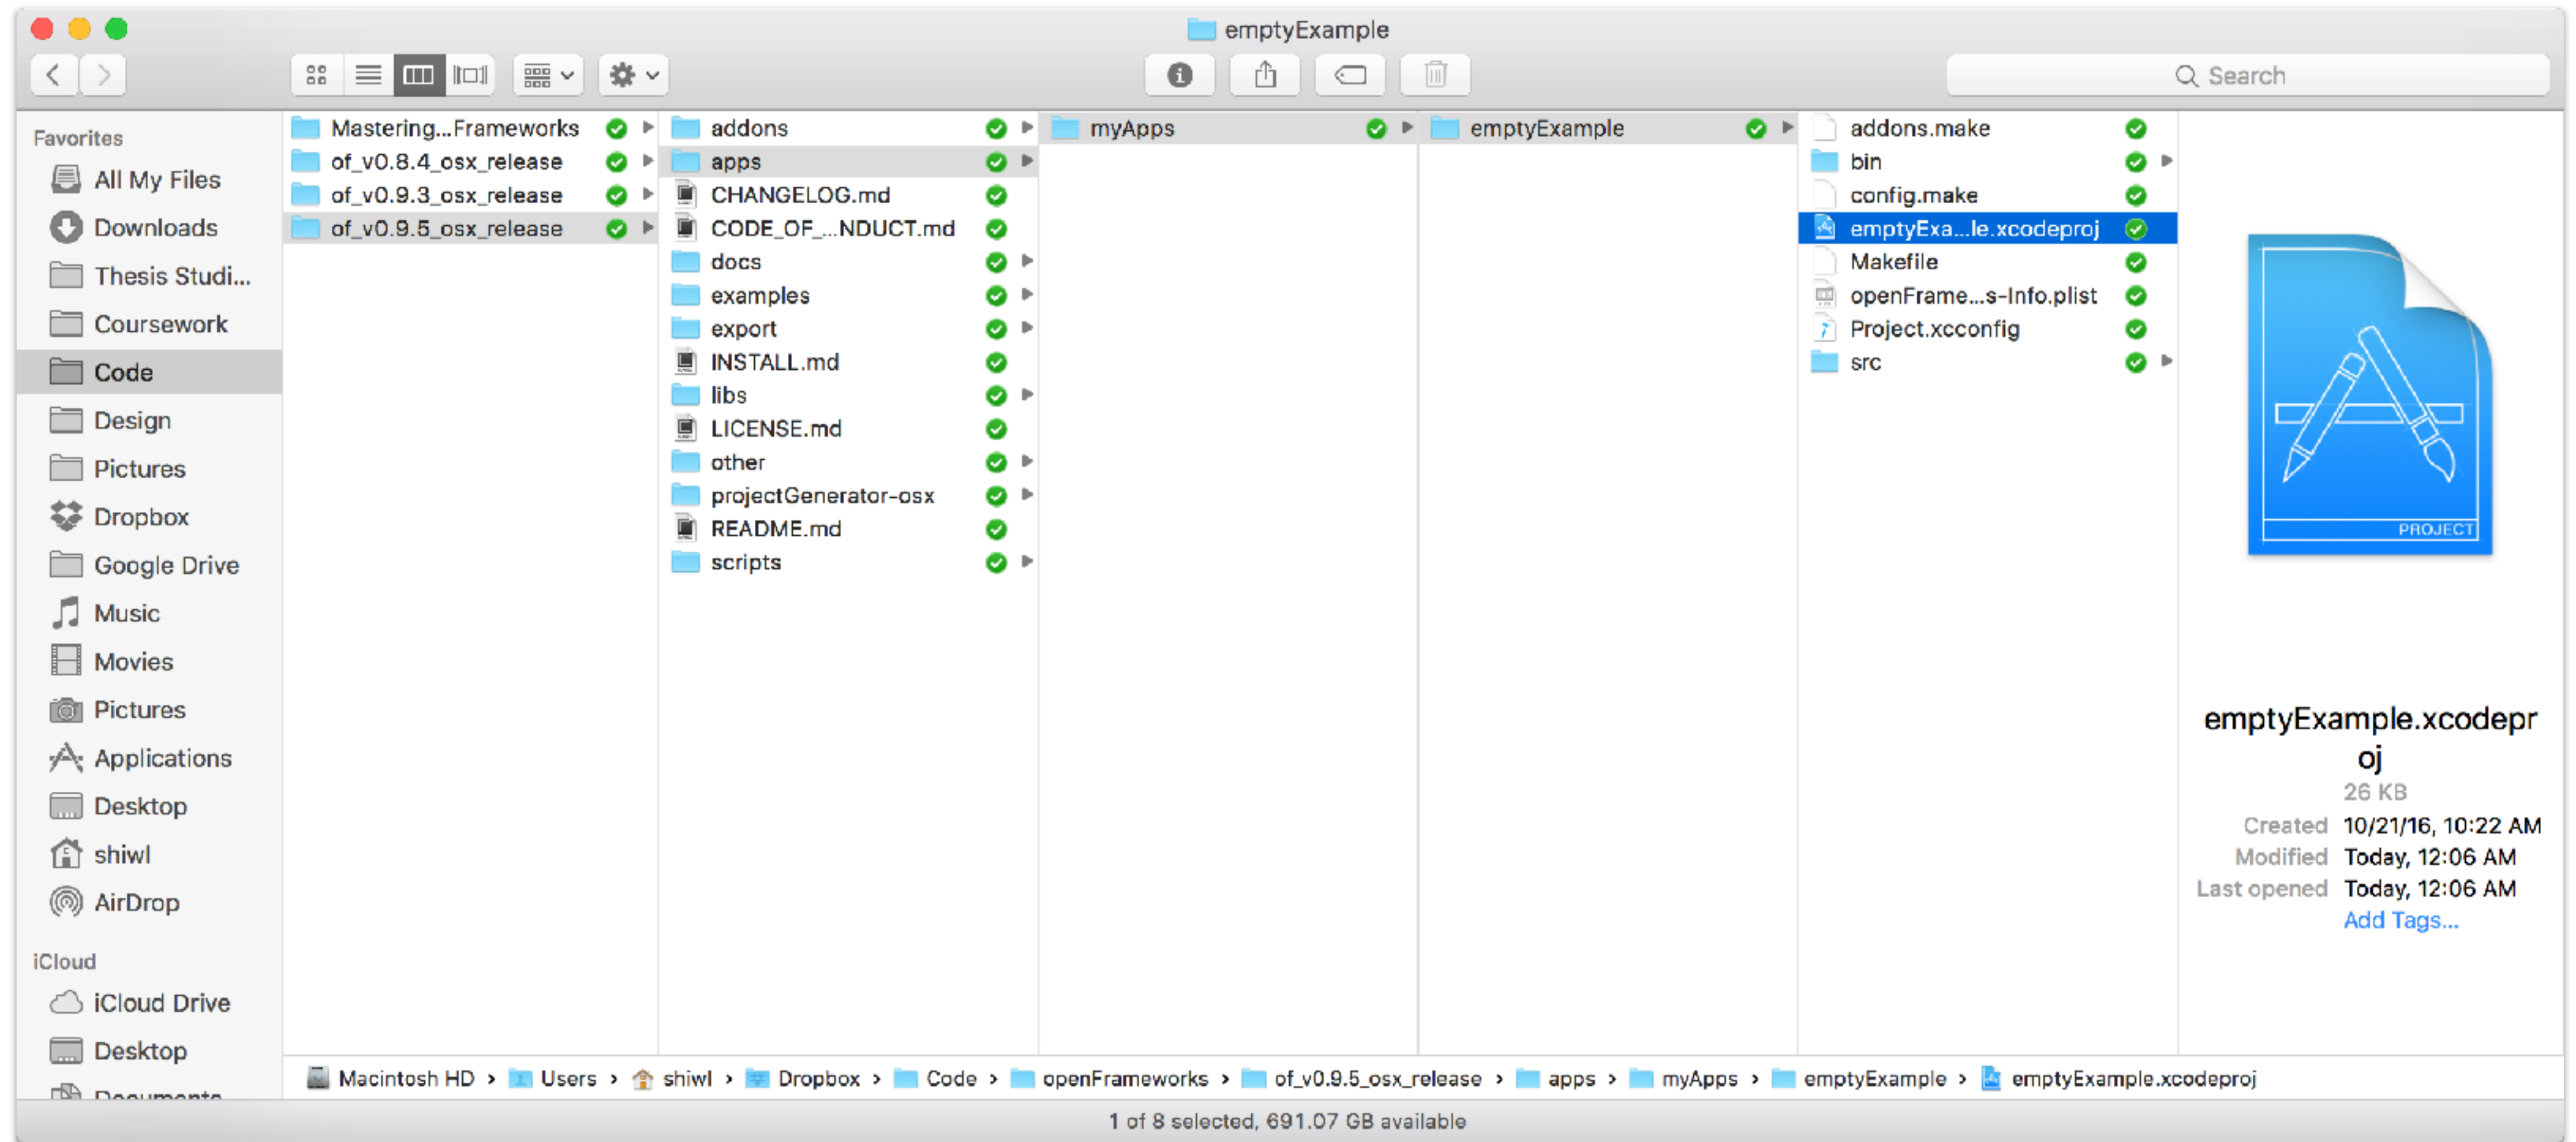 emptyExample
Search
Favorites
All My Files
Downloads
Thesis Studi...
Coursework
Code
Design
Pictures
Dropbox
Google Drive
Music
Movies
Pictures
Applications
Desktop
shiwl
AirDrop
iCloud
iCloud Drive
Desktop
Documents
Mastering...Frameworks
of_v0.8.4_osx_release
of_v0.9.3_osx_release
of_v0.9.5_osx_release
addons
apps
CHANGELOG.md
CODE_OF_...NDUCT.md
docs
examples
export
INSTALL.md
libs
LICENSE.md
other
projectGenerator-osx
README.md
scripts
myApps
emptyExample
addons.make
bin
config.make
emptyExa...le.xcodeproj
Makefile
openFrame...s-Info.plist
Project.xcconfig
src
PROJECT
emptyExample.xcodepr
oj
26 KB
Created 10/21/16, 10:22 AM
Modified Today, 12:06 AM
Last opened Today, 12:06 AM
Add Tags...
Macintosh HD › Users › shiwl › Dropbox › Code › openFrameworks › of_v0.9.5_osx_release › apps › myApps › emptyExample › emptyExample.xcodeproj
1 of 8 selected, 691.07 GB available